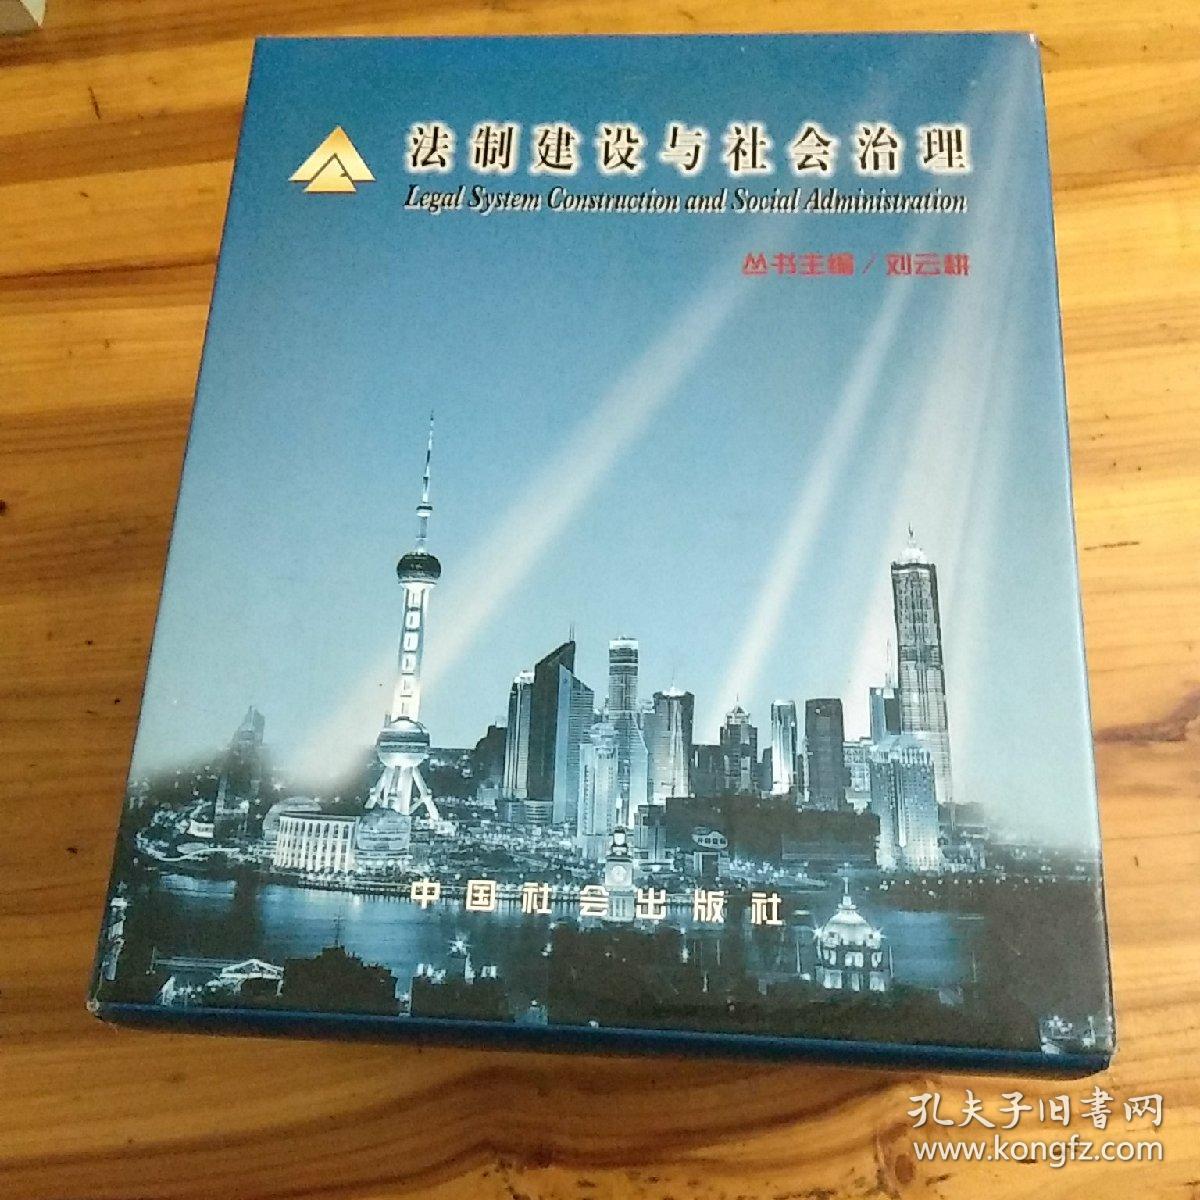 法制建设与社会治理
Legal System Construction and Social Administration
丛书主编/刘云耕
中国社会出版社
孔夫子旧書网
www.kongfz.com